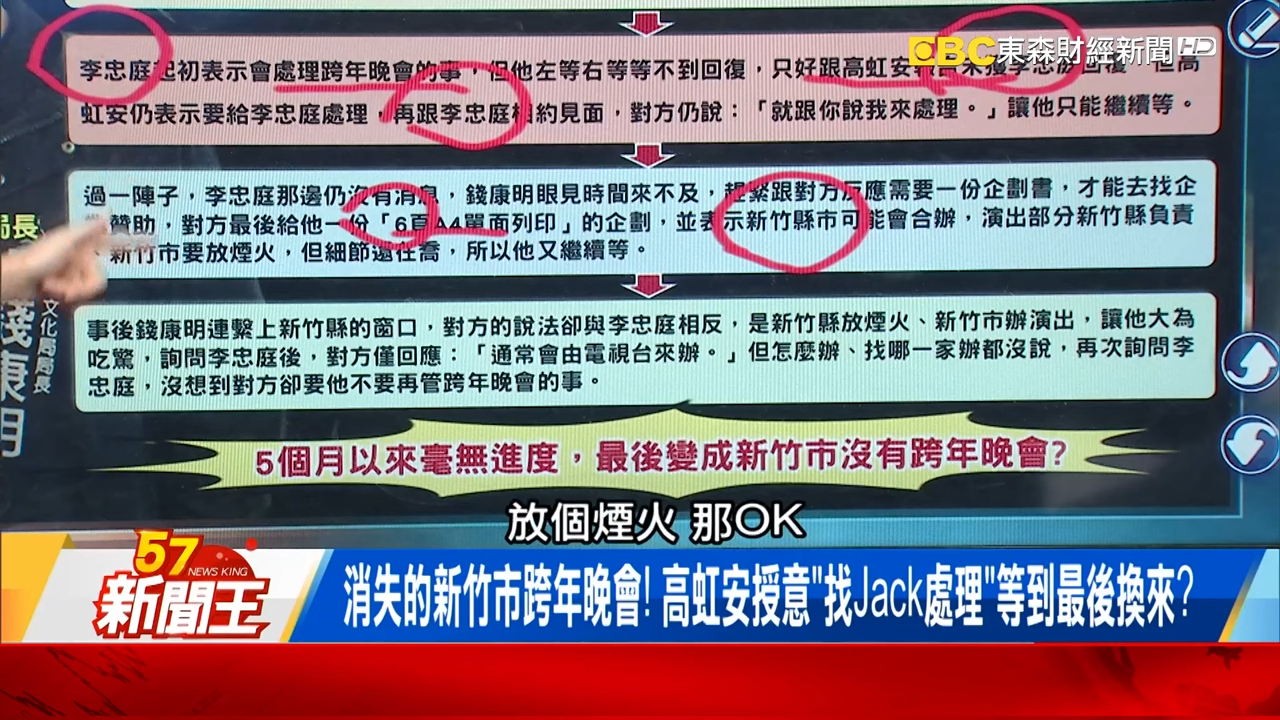 EBC 東森財經新聞 HD
李忠庭起初表示會處理跨年晚會的事，但他左等右等等不到回復，只好跟高虹安報告未獲李忠庭回復，但高
虹安仍表示要給李忠庭處理，再跟李忠庭相約見面，對方仍說：「就跟你說我來處理。」讓他只能繼續等。
過一陣子，李忠庭那邊仍沒有消息，錢康明眼見時間來不及，趕緊跟對方反應需要一份企劃書，才能去找企
贊助，對方最後給他一份「6頁A4單面列印」的企劃，並表示新竹縣市可能會合辦，演出部分新竹縣負責
、新竹市要放煙火，但細節還在喬，所以他又繼續等。
事後錢康明連繫上新竹縣的窗口，對方的說法卻與李忠庭相反，是新竹縣放煙火、新竹市辦演出，讓他大為
吃驚，詢問李忠庭後，對方僅回應：「通常會由電視台來辦。」但怎麼辦、找哪一家辦都沒說，再次詢問李
忠庭，沒想到對方卻要他不要再管跨年晚會的事。
局長
文化局局長
錢康明
5個月以來毫無進度，最後變成新竹市沒有跨年晚會?
放個煙火 那OK
57 新聞王 NEWS KING
消失的新竹市跨年晚會! 高虹安授意"找Jack處理"等到最後換來?